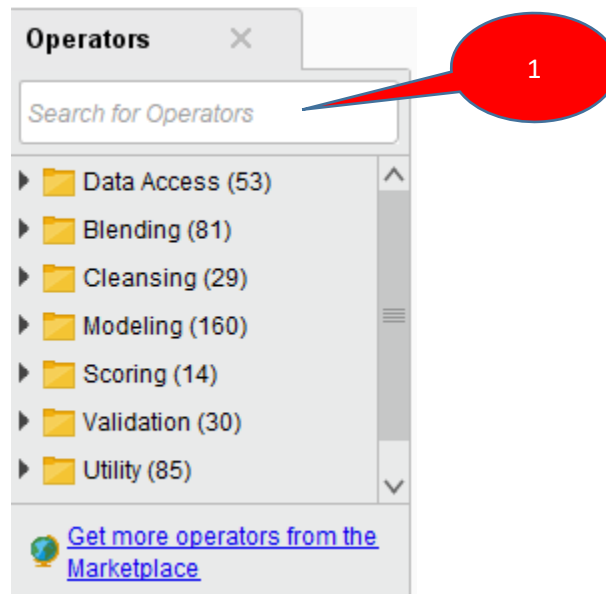 Operators
1
Search for Operators
Data Access (53)
Blending (81)
Cleansing (29)
Modeling (160)
Scoring (14)
Validation (30)
Utility (85)
Get more operators from the
Marketplace